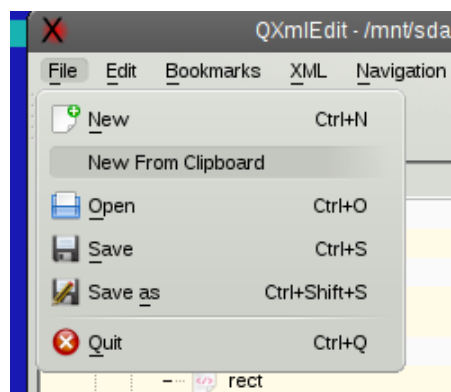 QXmlEdit - /mnt/sda
File Edit Bookmarks XML Navigation
New Ctrl+N
New From Clipboard
Open Ctrl+O
Save Ctrl+S
Save as Ctrl+Shift+S
Quit Ctrl+Q
rect